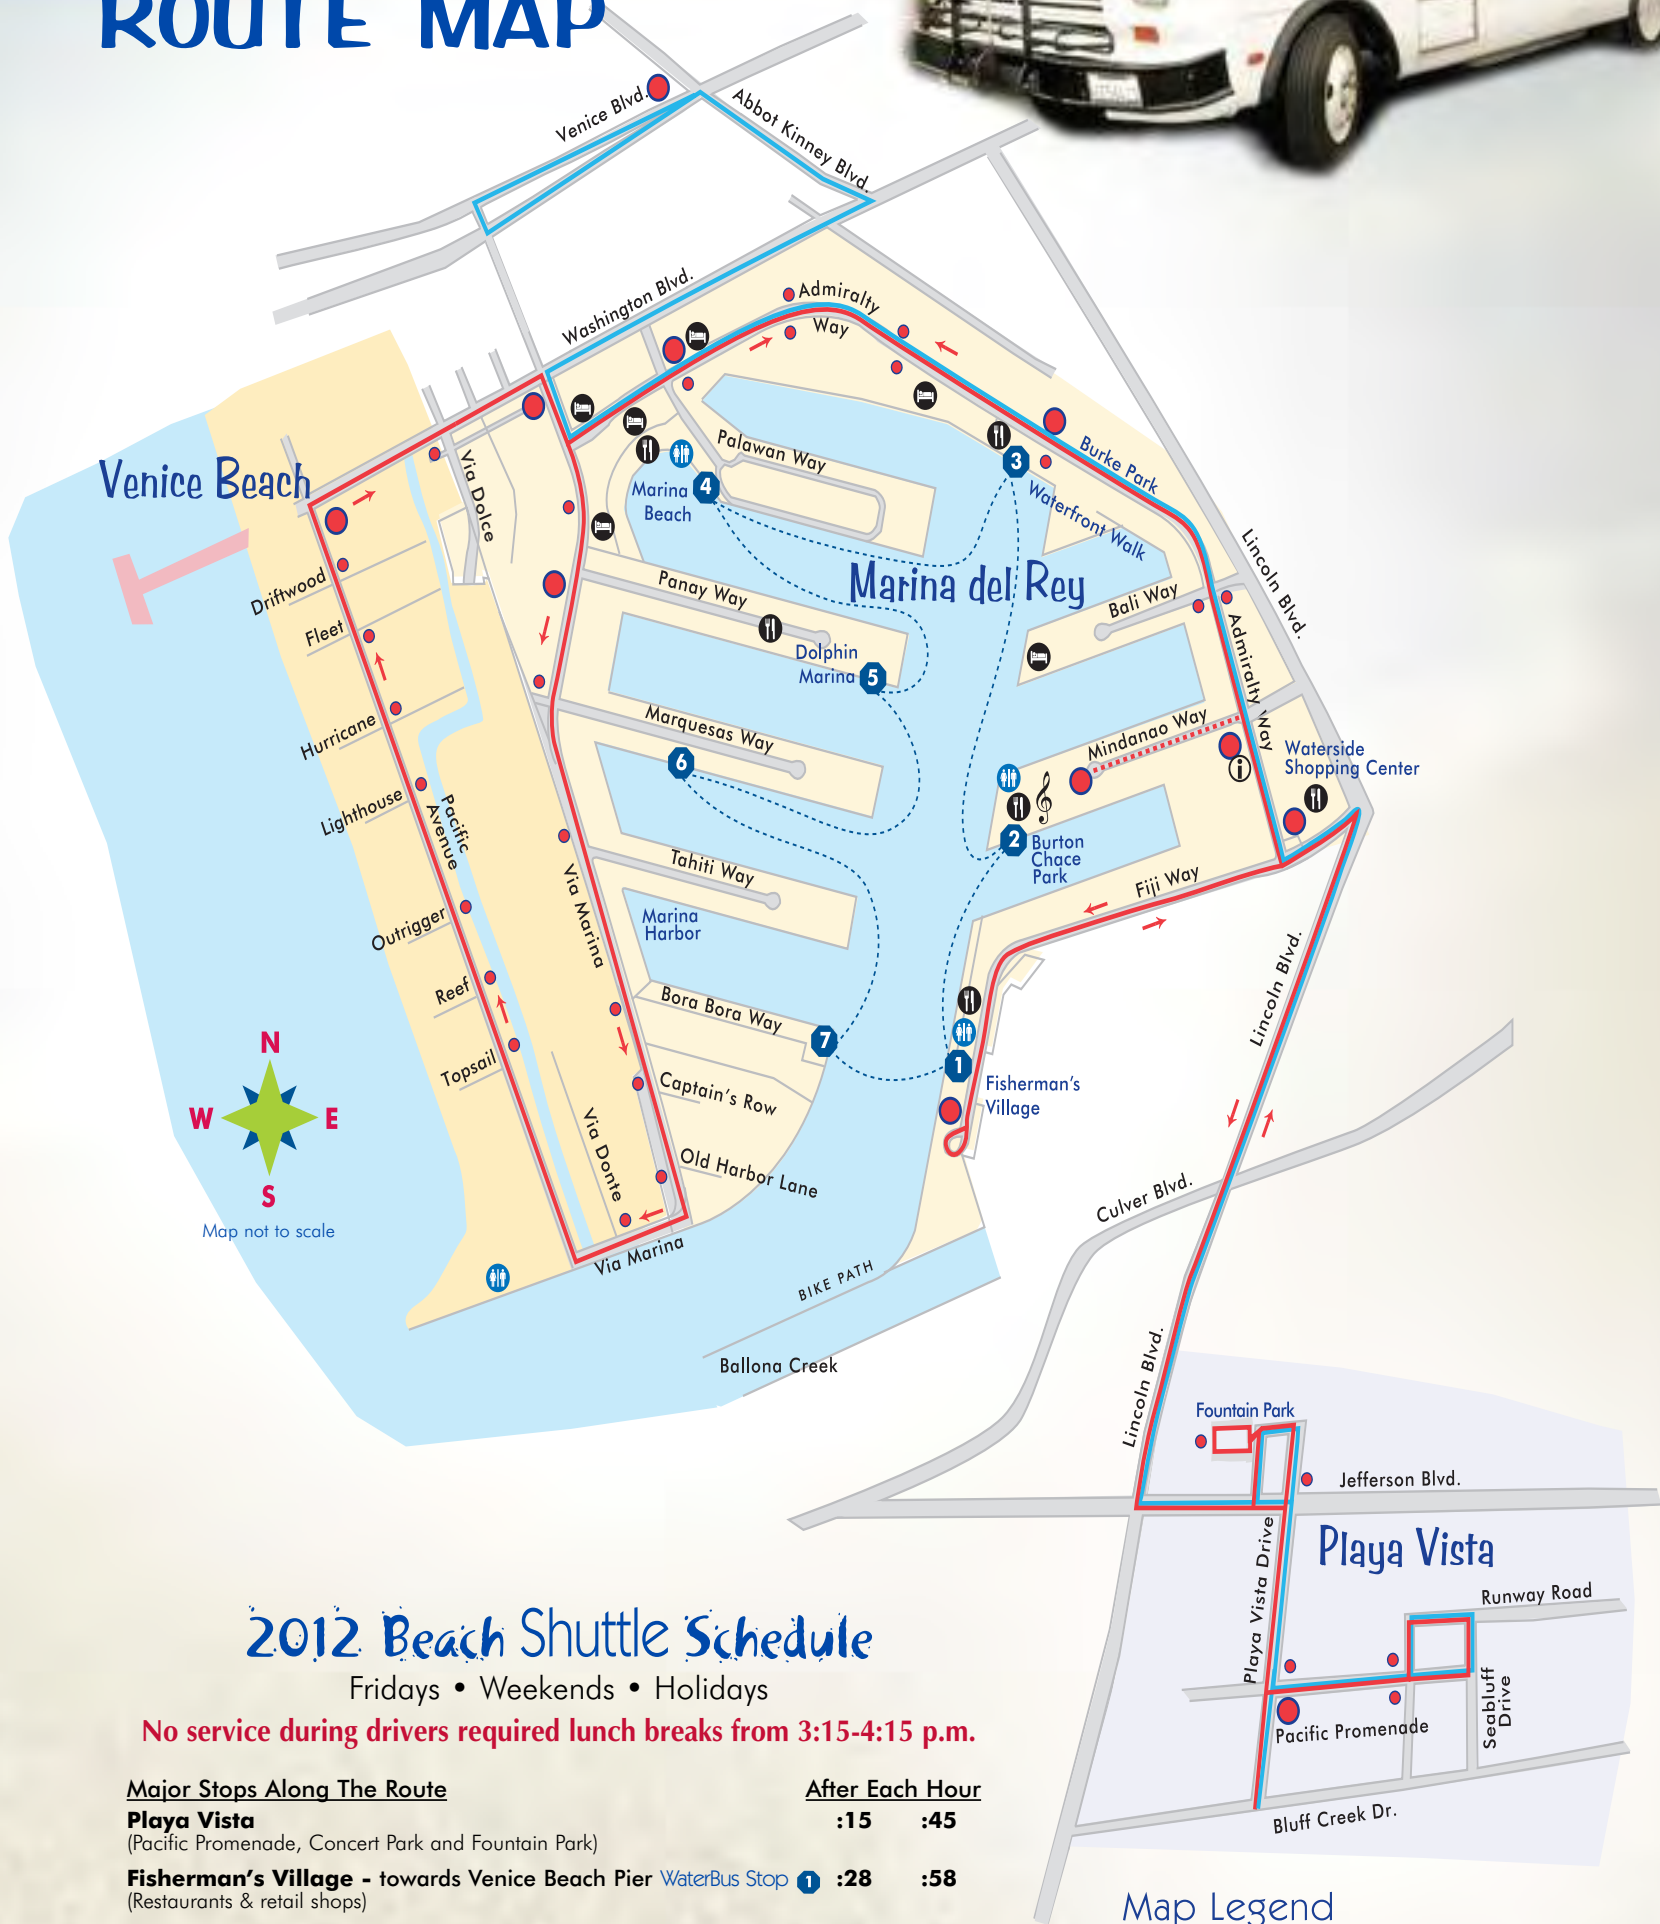 ROUTE MAP
Venice Blvd.
Abbot Kinney Blvd.
Washington Blvd.
Admiralty
Way
Venice Beach
Via Dolce
Palawan Way
Marina
Beach
4
3
Burke Park
Waterfront Walk
Lincoln Blvd.
Marina del Rey
Driftwood
Fleet
Panay Way
Bali Way
Admiralty Way
Dolphin
Marina
5
Hurricane
Marquesas Way
6
Mindanao Way
i
Waterside
Shopping Center
Lighthouse
Pacific
Avenue
2
Burton
Chace
Park
Tahiti Way
Fiji Way
Via Marina
Marina
Harbor
Outrigger
Reef
Bora Bora Way
7
Lincoln Blvd.
Topsail
1
Fisherman's
Village
Captain's Row
Via Donte
Old Harbor Lane
N
W
E
S
Map not to scale
Via Marina
BIKE PATH
Ballona Creek
Culver Blvd.
Lincoln Blvd.
Fountain Park
Jefferson Blvd.
Playa Vista
Playa Vista Drive
Runway Road
Seabluff
Drive
Pacific Promenade
Bluff Creek Dr.
2012 Beach Shuttle Schedule
Fridays • Weekends • Holidays
No service during drivers required lunch breaks from 3:15-4:15 p.m.
Major Stops Along The Route After Each Hour
Playa Vista :15 :45
(Pacific Promenade, Concert Park and Fountain Park)
Fisherman's Village - towards Venice Beach Pier WaterBus Stop 1 :28 :58
(Restaurants & retail shops)
Map Legend